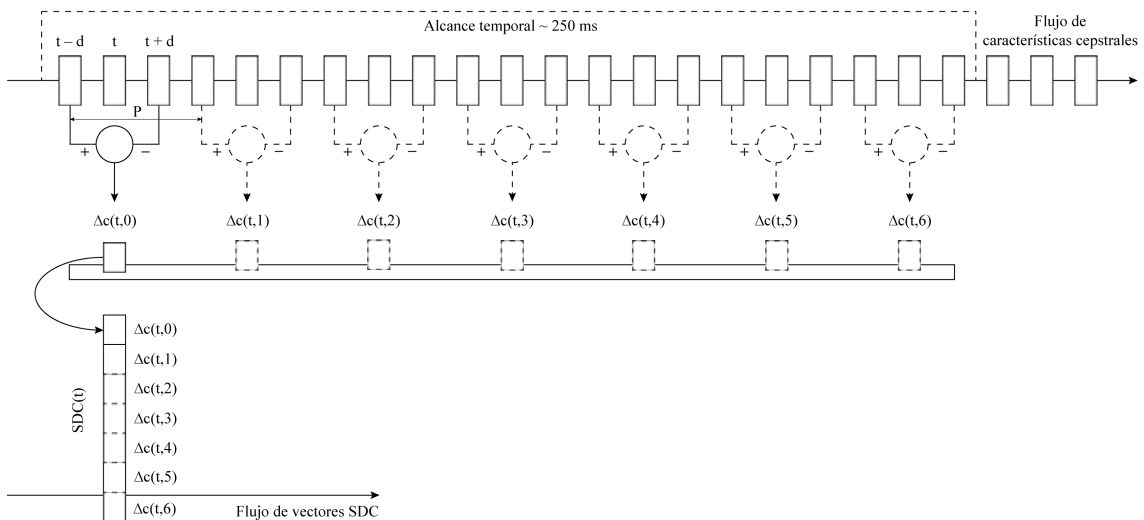 Alcance temporal ~ 250 ms
Flujo de
características cepstrales
t – d t t + d
P
+ – + – + – + – + – + – + –
Δc(t,0) Δc(t,1) Δc(t,2) Δc(t,3) Δc(t,4) Δc(t,5) Δc(t,6)
SDC(t)
Δc(t,0)
Δc(t,1)
Δc(t,2)
Δc(t,3)
Δc(t,4)
Δc(t,5)
Δc(t,6)
Flujo de vectores SDC